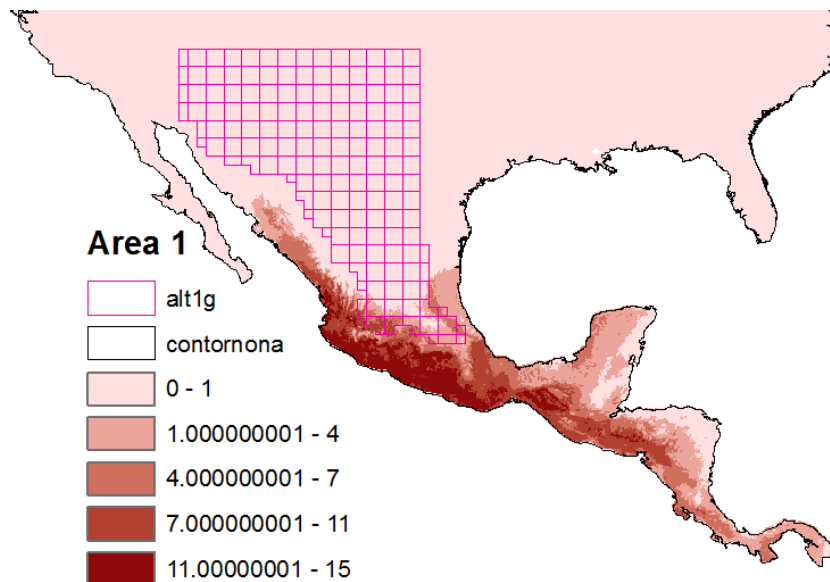 Area 1
alt1g
contornona
0 - 1
1.000000001 - 4
4.000000001 - 7
7.000000001 - 11
11.00000001 - 15